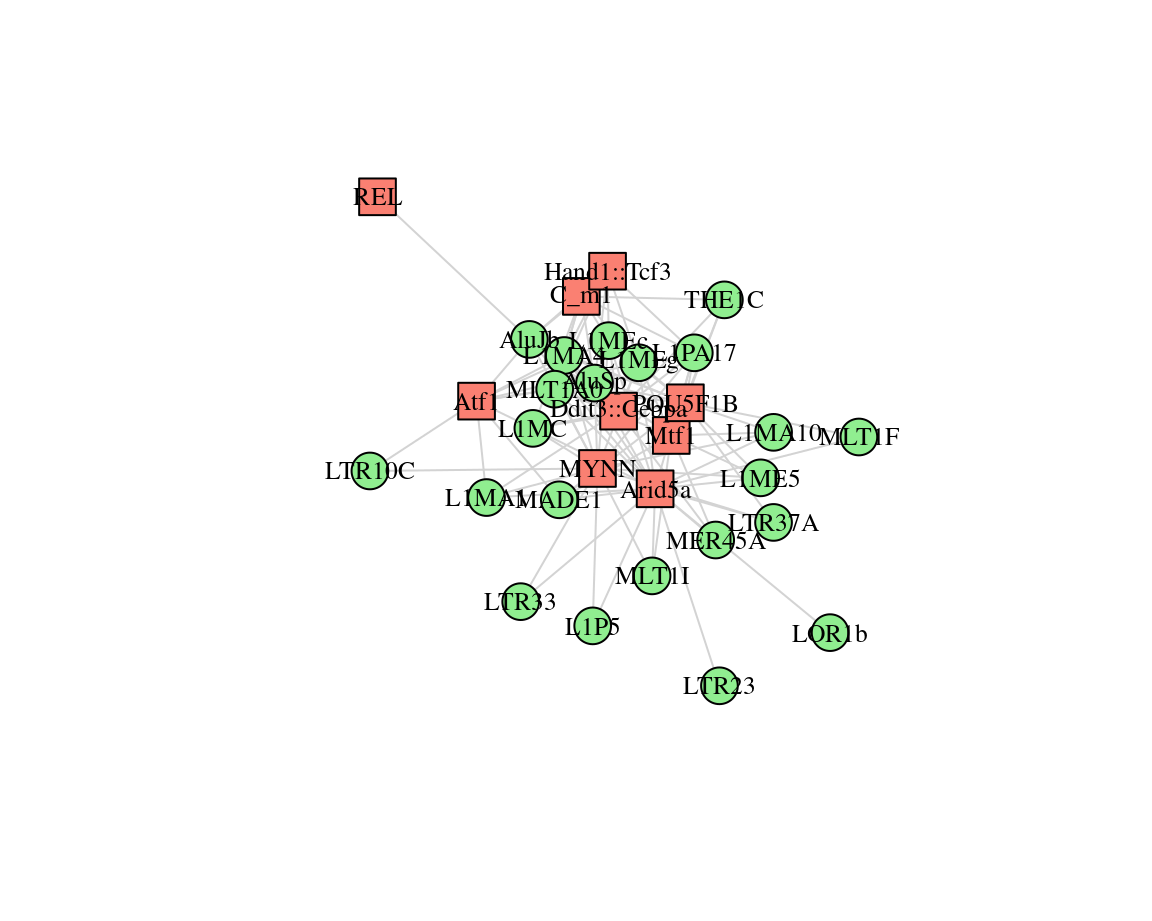 REL
Hand1::Tcf3
C_m1
THE1C
AluJb
L1MEc
L1MA4
L1MEg
L1PA17
AluSp
MLT1A0
Atf1
POU5F1B
Ddit3::Cebpa
L1MC
Mtf1
L1MA10
MLT1F
MYNN
LTR10C
L1ME5
Arid5a
L1MA1
MADE1
LTR37A
MER45A
MLT1I
LTR33
L1P5
LOR1b
LTR23